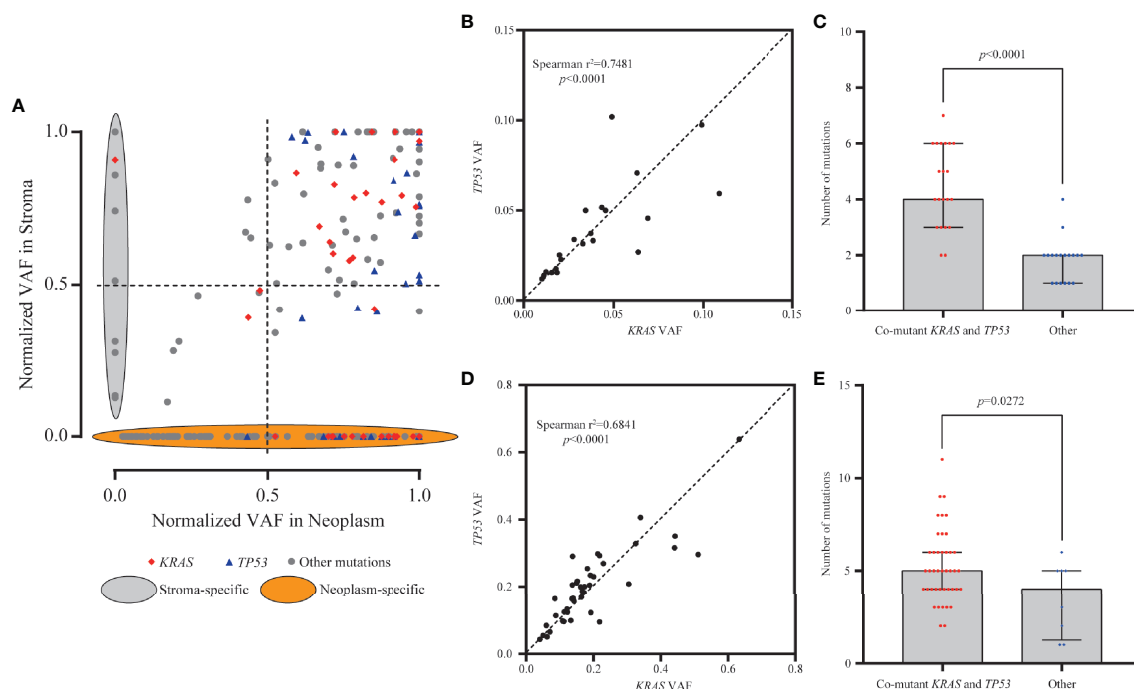 A
Normalized VAF in Stroma
1.0
0.5
0.0
0.0
0.5
1.0
Normalized VAF in Neoplasm
KRAS
TP53
Other mutations
Stroma-specific
Neoplasm-specific
B
TP53 VAF
0.15
0.10
0.05
0.00
Spearman r²=0.7481
p<0.0001
0.00
0.05
0.10
0.15
KRAS VAF
C
Number of mutations
10
8
6
4
2
0
p<0.0001
Co-mutant KRAS and TP53
Other
D
TP53 VAF
0.8
0.6
0.4
0.2
0.0
Spearman r²=0.6841
p<0.0001
0.0
0.2
0.4
0.6
0.8
KRAS VAF
E
Number of mutations
15
10
5
0
p=0.0272
Co-mutant KRAS and TP53
Other